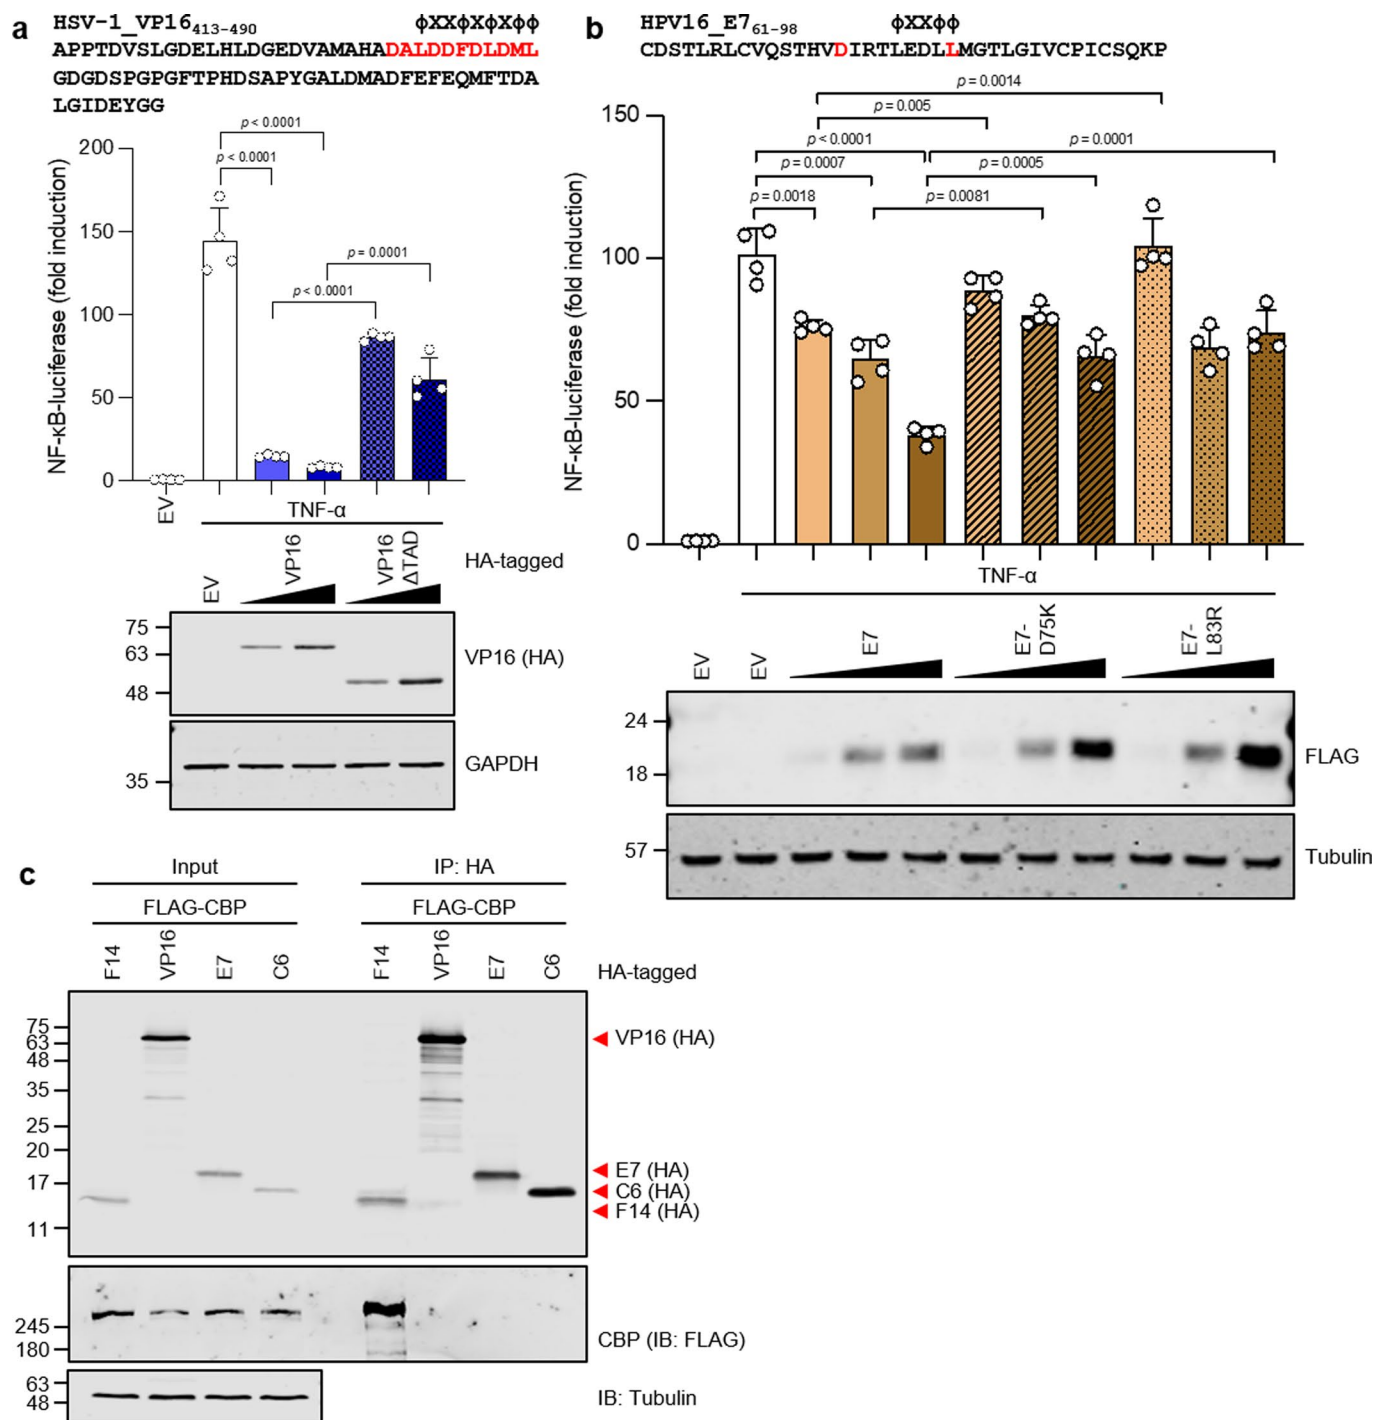 a
HSV-1_VP16413-490
ϕXXϕXϕXϕϕ
APPTDVSLGDELHLDGEDVAMAHADALDDFDLDML
GDGDSPGPGFTPHDSAPYGALDMADFEFEQMFTDA
LGIDEYGG
NF-κB-luciferase (fold induction)
200
150
100
50
0
p < 0.0001
p < 0.0001
p = 0.0001
p < 0.0001
EV
TNF-α
EV
VP16
VP16 ΔTAD
HA-tagged
75
63
48
VP16 (HA)
35
GAPDH
b
HPV16_E761-98
ϕXXϕϕ
CDSTLRLCVQSTHVDIRTLEDLLMGTLGIVCPICSQKP
NF-κB-luciferase (fold induction)
150
100
50
0
p = 0.0014
p = 0.005
p < 0.0001
p = 0.0001
p = 0.0007
p = 0.0005
p = 0.0018
p = 0.0081
TNF-α
EV
EV
E7
E7-D75K
E7-L83R
24
18
FLAG
57
Tubulin
c
Input
IP: HA
FLAG-CBP
FLAG-CBP
F14
VP16
E7
C6
F14
VP16
E7
C6
HA-tagged
75
63
48
35
25
20
17
11
VP16 (HA)
E7 (HA)
C6 (HA)
F14 (HA)
245
180
CBP (IB: FLAG)
63
48
IB: Tubulin